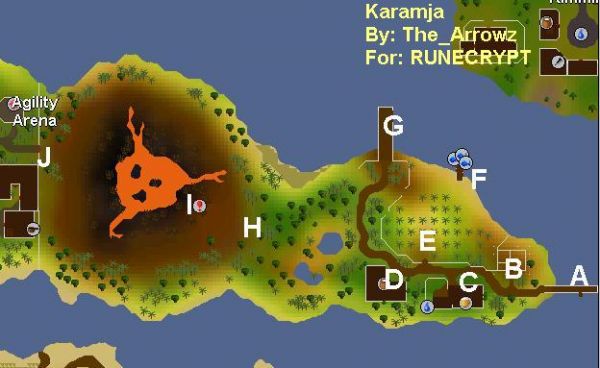 Karamja
By: The_Arrowz
For: RUNECRYPT
Agility
Arena
J
G
F
I
H
E
D
C
B
A